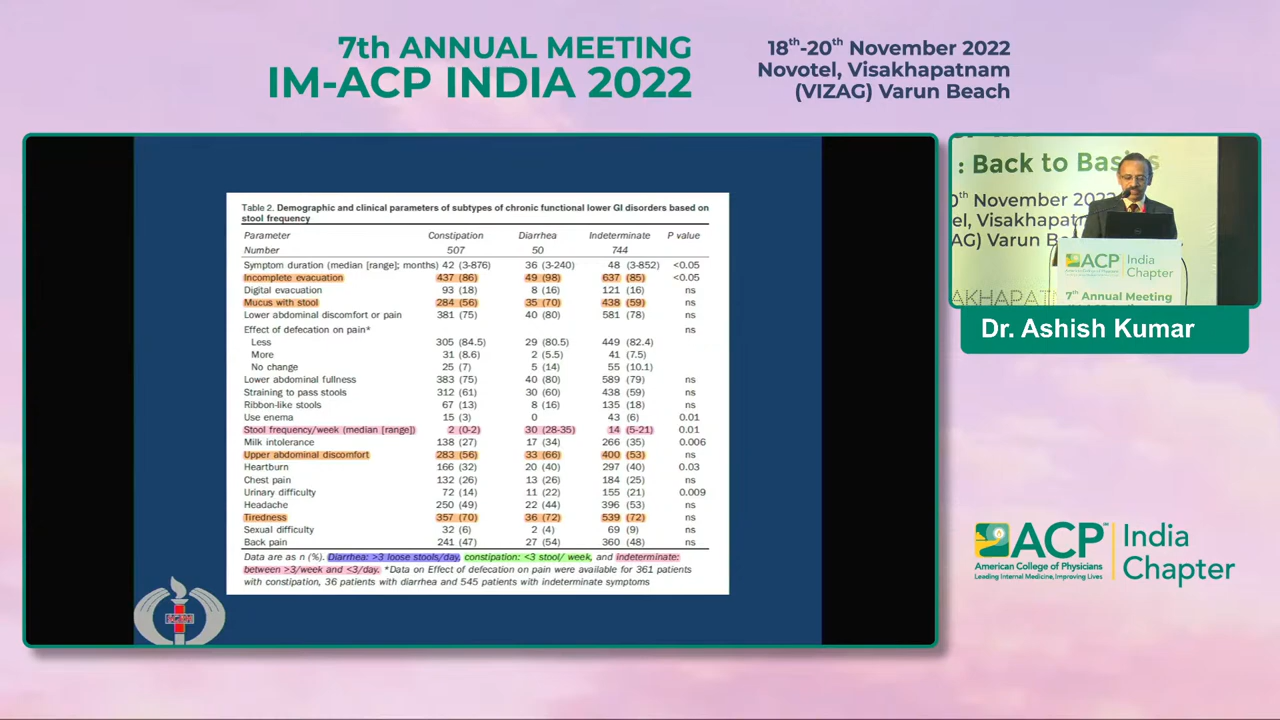 7th ANNUAL MEETING
IM-ACP INDIA 2022
18th-20th November 2022
Novotel, Visakhapatnam
(VIZAG) Varun Beach
Table 2. Demographic and clinical parameters of subtypes of chronic functional lower GI disorders based on
stool frequency
Parameter Constipation Diarrhea Indeterminate P value
Number 507 50 744
Symptom duration (median [range]; months) 42 (3-876) 36 (3-240) 48 (3-852) <0.05
Incomplete evacuation 437 (86) 49 (98) 637 (85) <0.05
Digital evacuation 93 (18) 8 (16) 121 (16) ns
Mucus with stool 284 (56) 35 (70) 438 (59) ns
Lower abdominal discomfort or pain 381 (75) 40 (80) 581 (78) ns
Effect of defecation on pain* ns
Less 305 (84.5) 29 (80.5) 449 (82.4)
More 31 (8.6) 2 (5.5) 41 (7.5)
No change 25 (7) 5 (14) 55 (10.1)
Lower abdominal fullness 383 (75) 40 (80) 589 (79) ns
Straining to pass stools 312 (61) 30 (60) 438 (59) ns
Ribbon-like stools 67 (13) 8 (16) 135 (18) ns
Use enema 15 (3) 0 43 (6) 0.01
Stool frequency/week (median [range]) 2 (0-2) 30 (28-35) 14 (5-21) 0.01
Milk intolerance 138 (27) 17 (34) 266 (35) 0.006
Upper abdominal discomfort 283 (56) 33 (66) 400 (53) ns
Heartburn 166 (32) 20 (40) 297 (40) 0.03
Chest pain 132 (26) 13 (26) 184 (25) ns
Urinary difficulty 72 (14) 11 (22) 155 (21) 0.009
Headache 250 (49) 22 (44) 396 (53) ns
Tiredness 357 (70) 36 (72) 539 (72) ns
Sexual difficulty 32 (6) 2 (4) 69 (9) ns
Back pain 241 (47) 27 (54) 360 (48) ns
Data are as n (%). Diarrhea: >3 loose stools/day, constipation: <3 stool/ week, and indeterminate:
between >3/week and <3/day. *Data on Effect of defecation on pain were available for 361 patients
with constipation, 36 patients with diarrhea and 545 patients with indeterminate symptoms
: Back to Basics
November 202
el, Visakhapat
AG) Varun B
ACP India
Chapter
7th Annual Meeting
Dr. Ashish Kumar
ACP India
Chapter
American College of Physicians
Leading Internal Medicine, Improving Lives